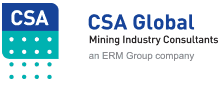 CSA
CSA Global
Mining Industry Consultants
an ERM Group company